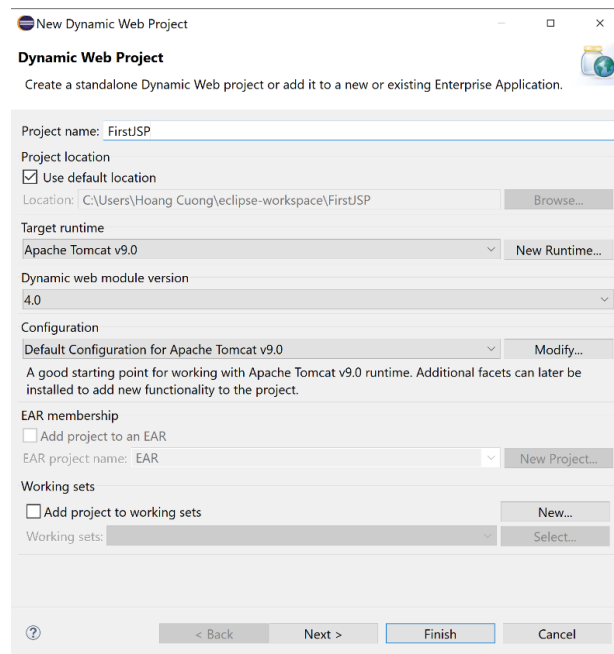 New Dynamic Web Project
Dynamic Web Project
Create a standalone Dynamic Web project or add it to a new or existing Enterprise Application.
Project name: FirstJSP
Project location
Use default location
Location: C:\Users\Hoang Cuong\eclipse-workspace\FirstJSP Browse...
Target runtime
Apache Tomcat v9.0 New Runtime...
Dynamic web module version
4.0
Configuration
Default Configuration for Apache Tomcat v9.0 Modify...
A good starting point for working with Apache Tomcat v9.0 runtime. Additional facets can later be
installed to add new functionality to the project.
EAR membership
Add project to an EAR
EAR project name: EAR New Project...
Working sets
Add project to working sets New...
Working sets: Select...
? < Back Next > Finish Cancel